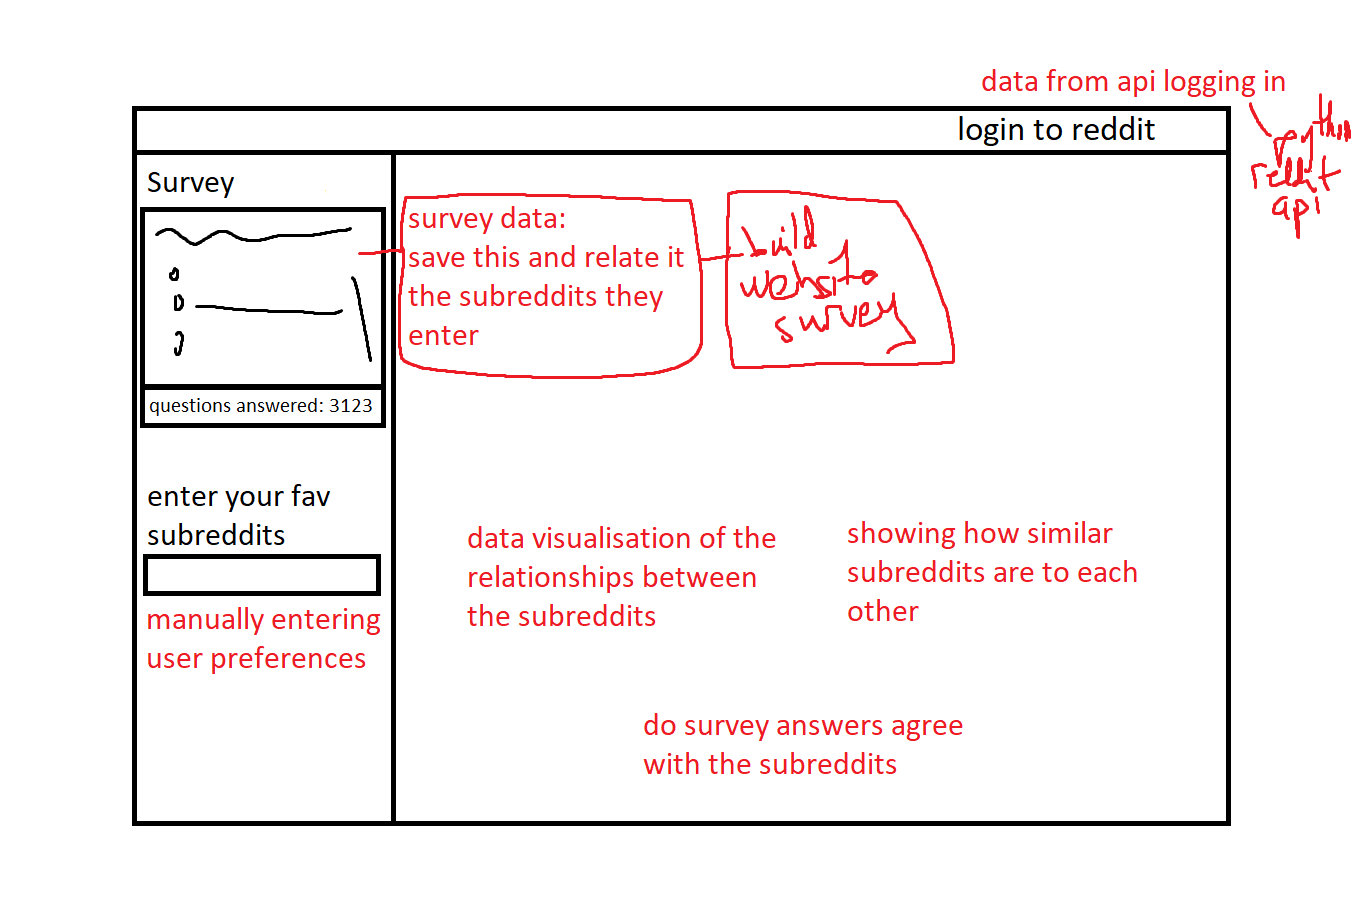 data from api logging in
login to reddit
python
reddit
api
Survey
survey data:
save this and relate it
the subreddits they
enter
build
website
survey
questions answered: 3123
enter your fav
subreddits
manually entering
user preferences
data visualisation of the
relationships between
the subreddits
showing how similar
subreddits are to each
other
do survey answers agree
with the subreddits